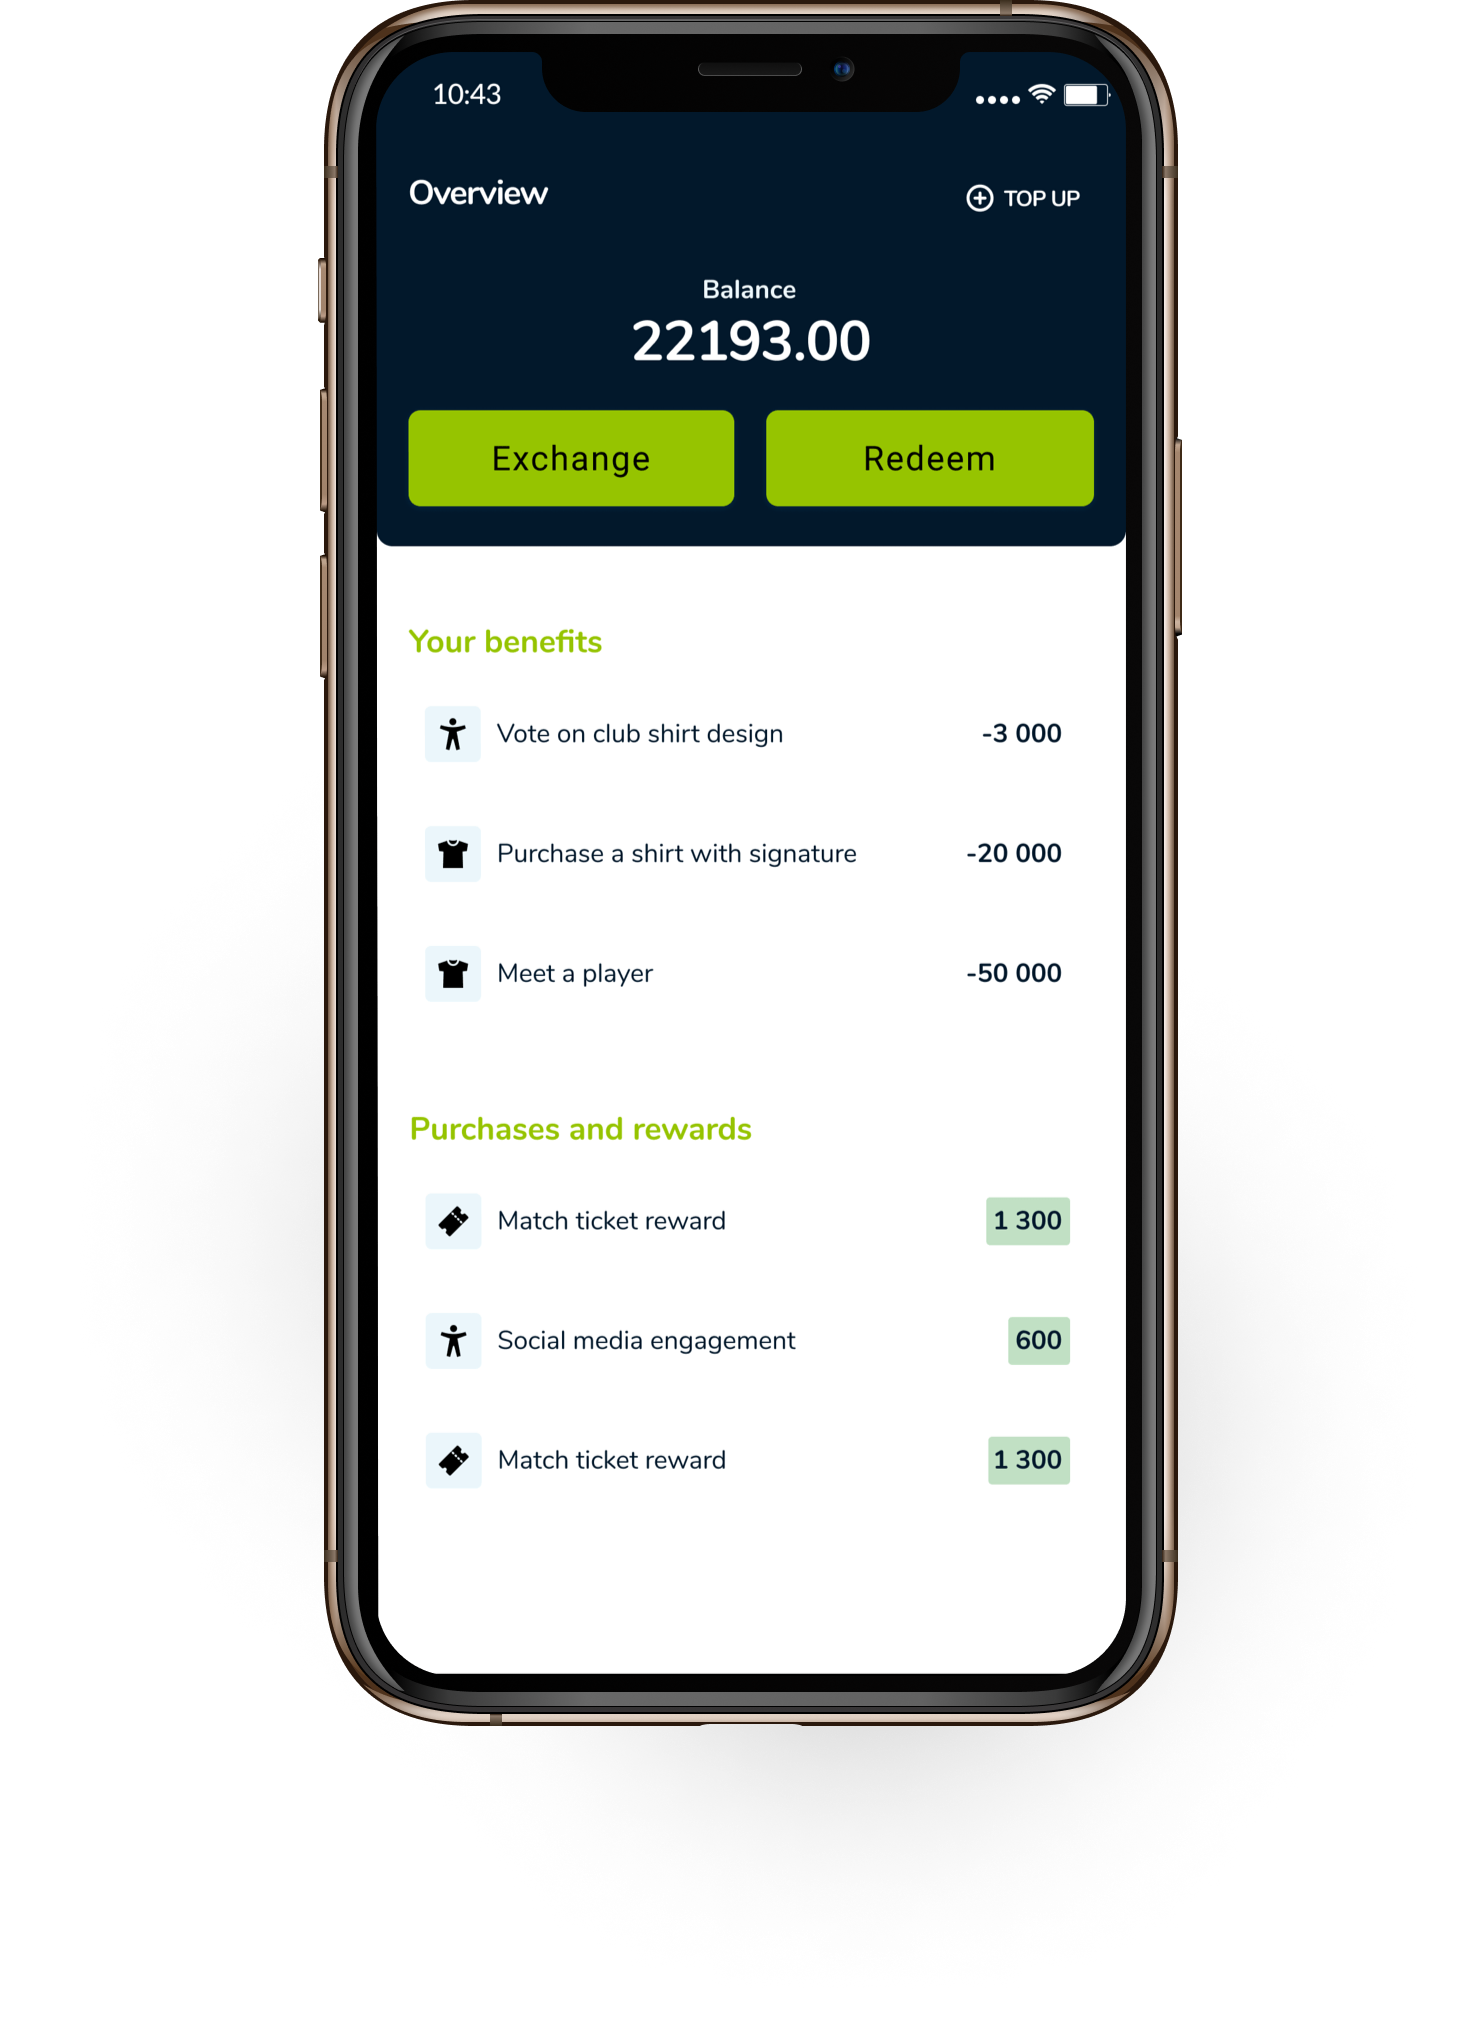 10:43
Overview
TOP UP
Balance
22193.00
Exchange
Redeem
Your benefits
Vote on club shirt design
-3 000
Purchase a shirt with signature
-20 000
Meet a player
-50 000
Purchases and rewards
Match ticket reward
1 300
Social media engagement
600
Match ticket reward
1 300